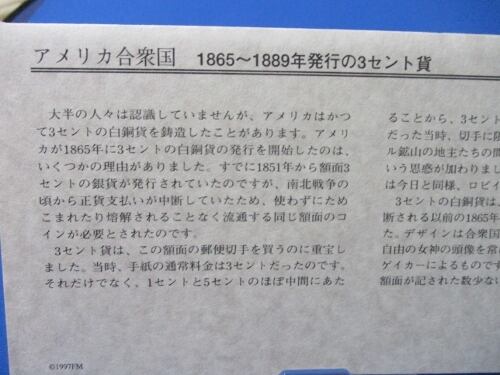 アメリカ合衆国 1865～1889年発行の3セント貨
大半の人々は認識していませんが、アメリカはかつ
て3セントの白銅貨を鋳造したことがあります。アメリ
カが1865年に3セントの白銅貨の発行を開始したのは、
いくつかの理由がありました。すでに1851年から額面3
セントの銀貨が発行されていたのですが、南北戦争の
頃から正貨支払いが中断していたため、使わずにため
こまれたり溶解されることなく流通する同じ額面のコ
インが必要とされたのです。
3セント貨は、この額面の郵便切手を買うのに重宝し
ました。当時、手紙の通常料金は3セントだったのです。
それだけでなく、1セントと5セントのほぼ中間にあた
ることから、3セント
だった当時、切手に限
ル鉱山の地主たちの間
いう思惑が加わりまし
は今日と同様、ロビイ
3セントの白銅貨は、
断される以前の1865年
た。デザインは合衆国
自由の女神の頭像を常
ゲイカーによるものです
額面が記された数少ない
©1997FM